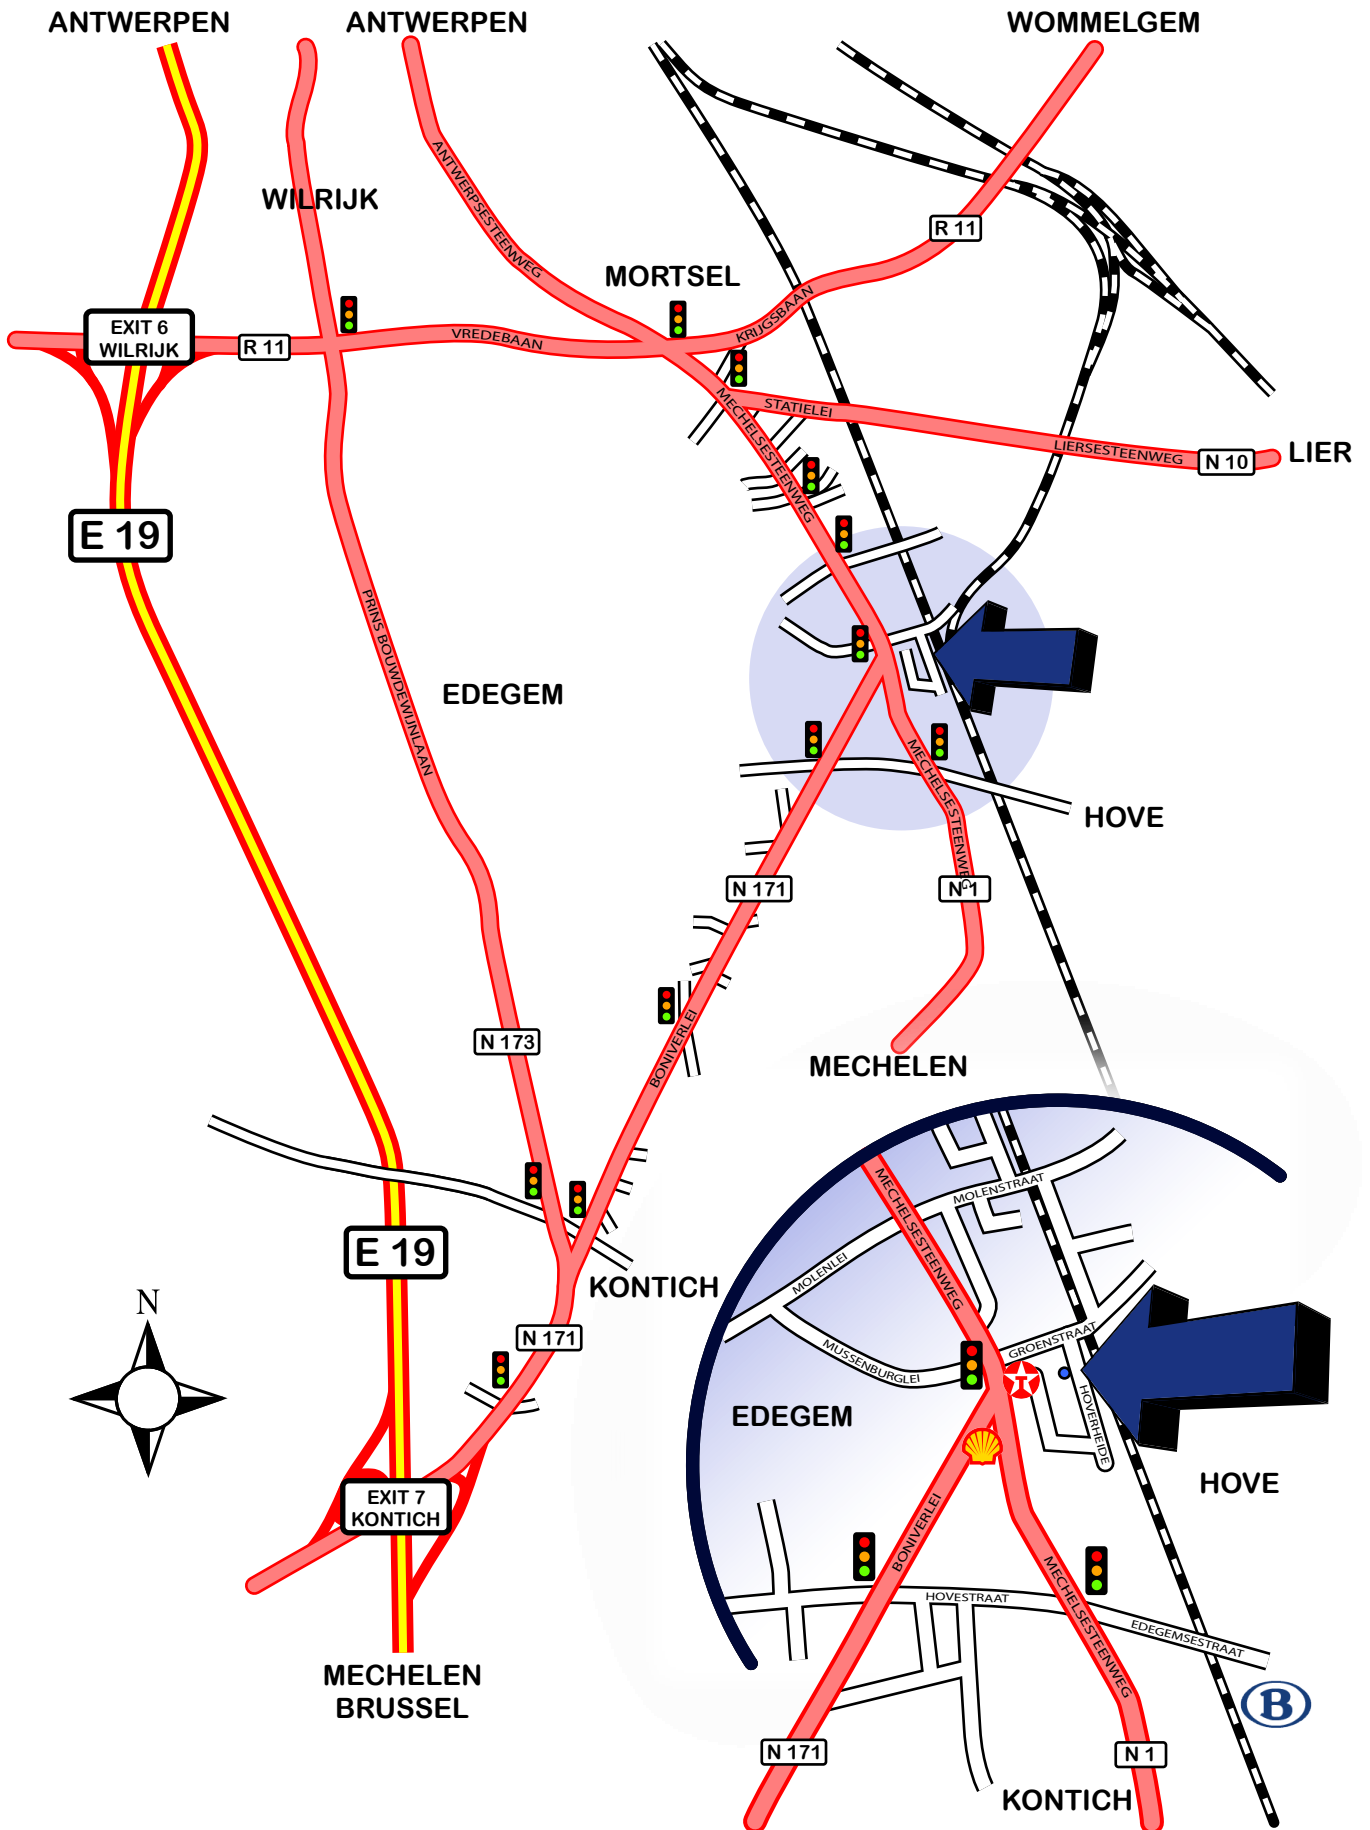 ANTWERPEN
ANTWERPEN
WOMMELGEM
WILRIJK
ANTWERPSESTEENWEG
R 11
MORTSEL
EXIT 6
WILRIJK
R 11
VREDEBAAN
KRIJGSBAAN
MECHELSESTEENWEG
STATIELEI
LIERSESTEENWEG
N 10
LIER
E 19
PRINS BOUWDEWIJNLAAN
EDEGEM
MECHELSESTEENWEG
HOVE
N 171
N 1
N 173
BONIVERLEI
MECHELEN
E 19
KONTICH
N
N 171
EXIT 7
KONTICH
MECHELEN
BRUSSEL
MECHELSESTEENWEG
MOLENSTRAAT
MOLENLEI
MUSSENBURGLEI
GROENSTRAAT
T
HOVERHEIDE
EDEGEM
HOVE
BONIVERLEI
HOVESTRAAT
MECHELSESTEENWEG
EDEGEMSESTRAAT
B
N 171
N 1
KONTICH